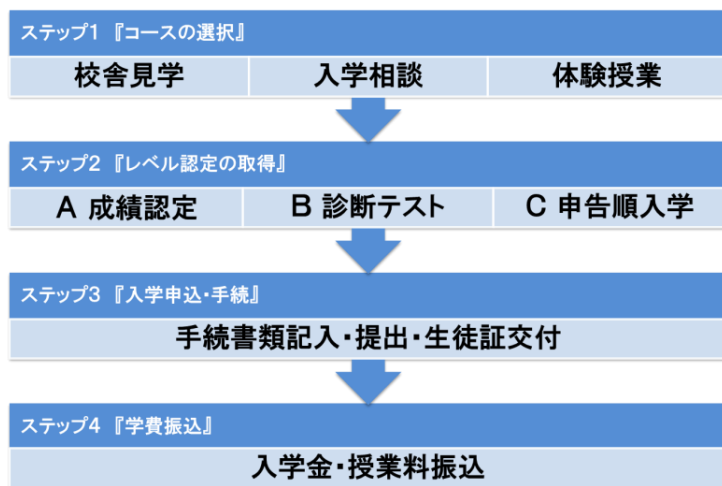 ステップ1 『コースの選択』
校舎見学 入学相談 体験授業
ステップ2 『レベル認定の取得』
A 成績認定 B 診断テスト C 申告順入学
ステップ3 『入学申込・手続』
手続書類記入・提出・生徒証交付
ステップ4 『学費振込』
入学金・授業料振込